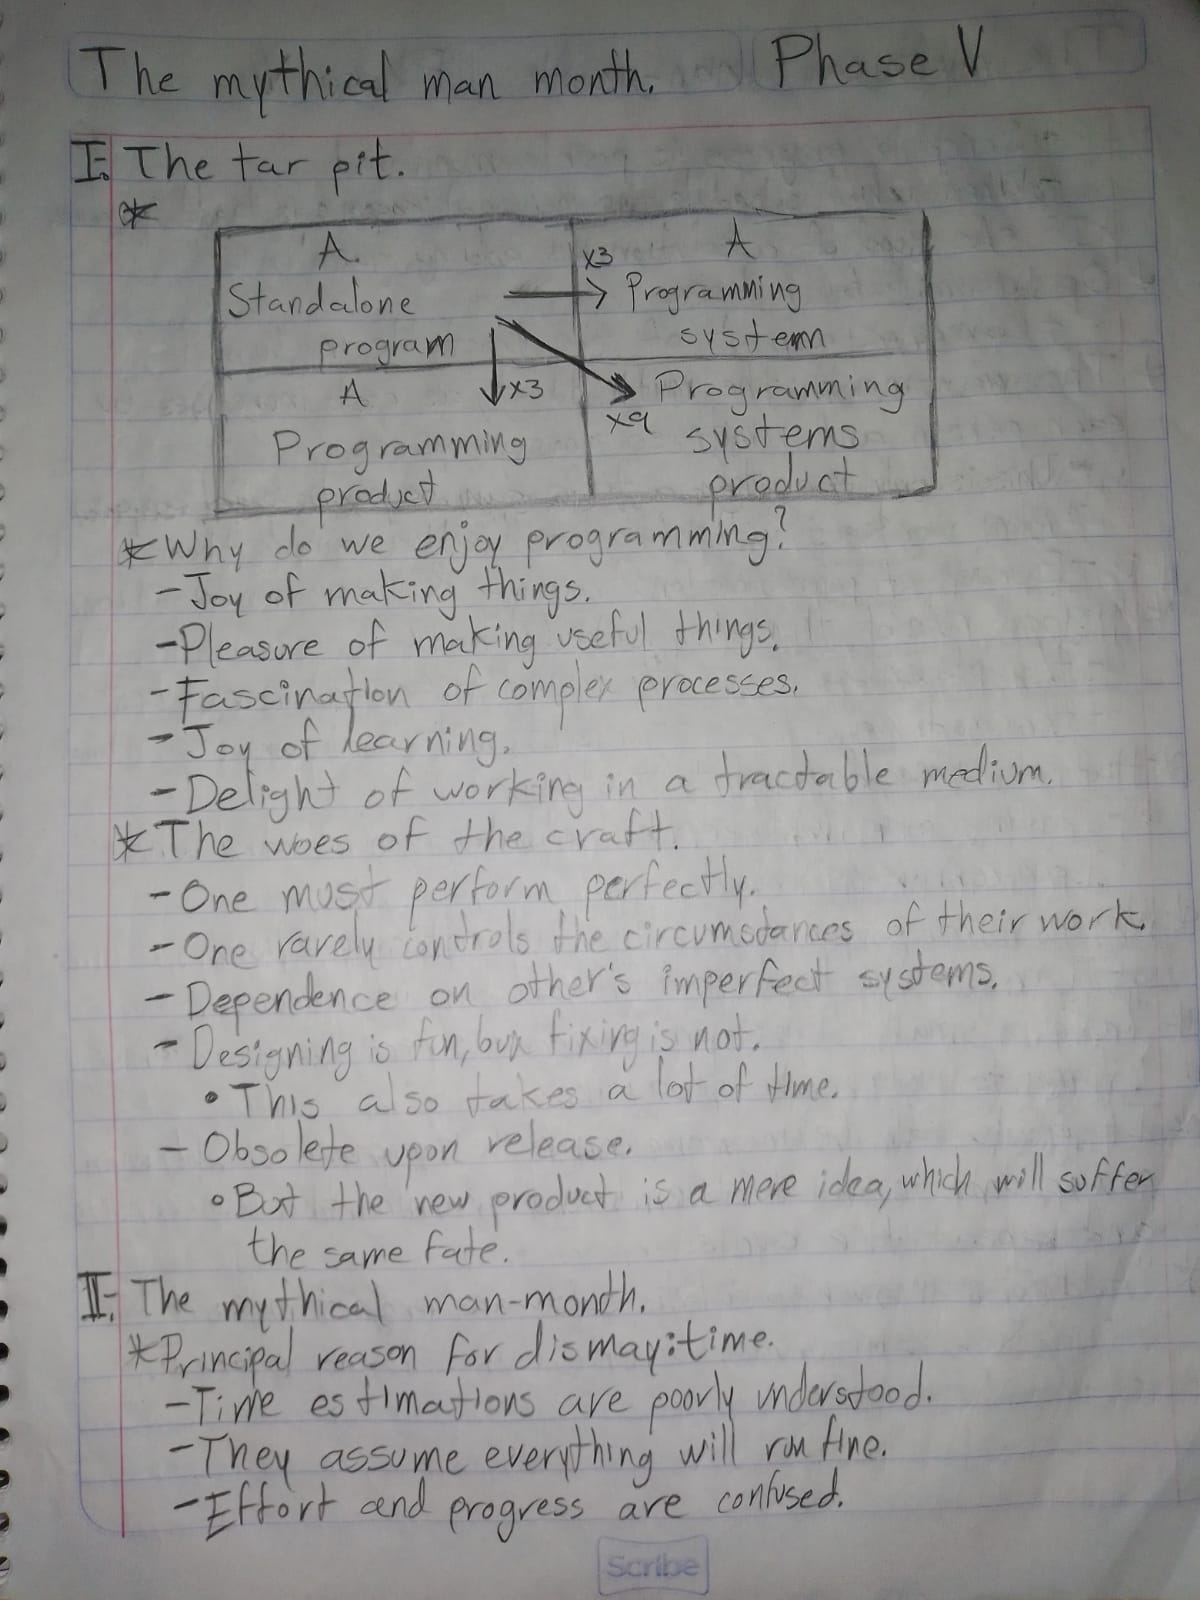 The mythical man month. Phase V
I. The tar pit.
*
A. A
x3
Standalone → Programming
program system
A x3 Programming
x9
Programming systems
product product
* Why do we enjoy programming?
- Joy of making things.
- Pleasure of making useful things.
- Fascination of complex processes.
- Joy of learning.
- Delight of working in a tractable medium.
* The woes of the craft.
- One must perform perfectly.
- One rarely controls the circumstances of their work.
- Dependence on other's imperfect systems.
- Designing is fun, bux fixing is not.
• This also takes a lot of time.
- Obsolete upon release.
• But the new product is a mere idea, which will suffer
the same fate.
II. The mythical man-month.
* Principal reason for dismay: time.
- Time estimations are poorly understood.
- They assume everything will run fine.
- Effort and progress are confused.
Scribe